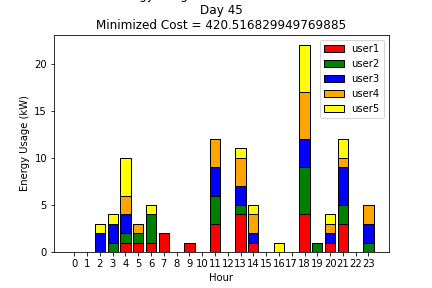 Day 45
Minimized Cost = 420.516829949769885
Energy Usage (kW)
20
15
10
5
0
user1
user2
user3
user4
user5
0 1 2 3 4 5 6 7 8 9 10 11 12 13 14 15 16 17 18 19 20 21 22 23
Hour